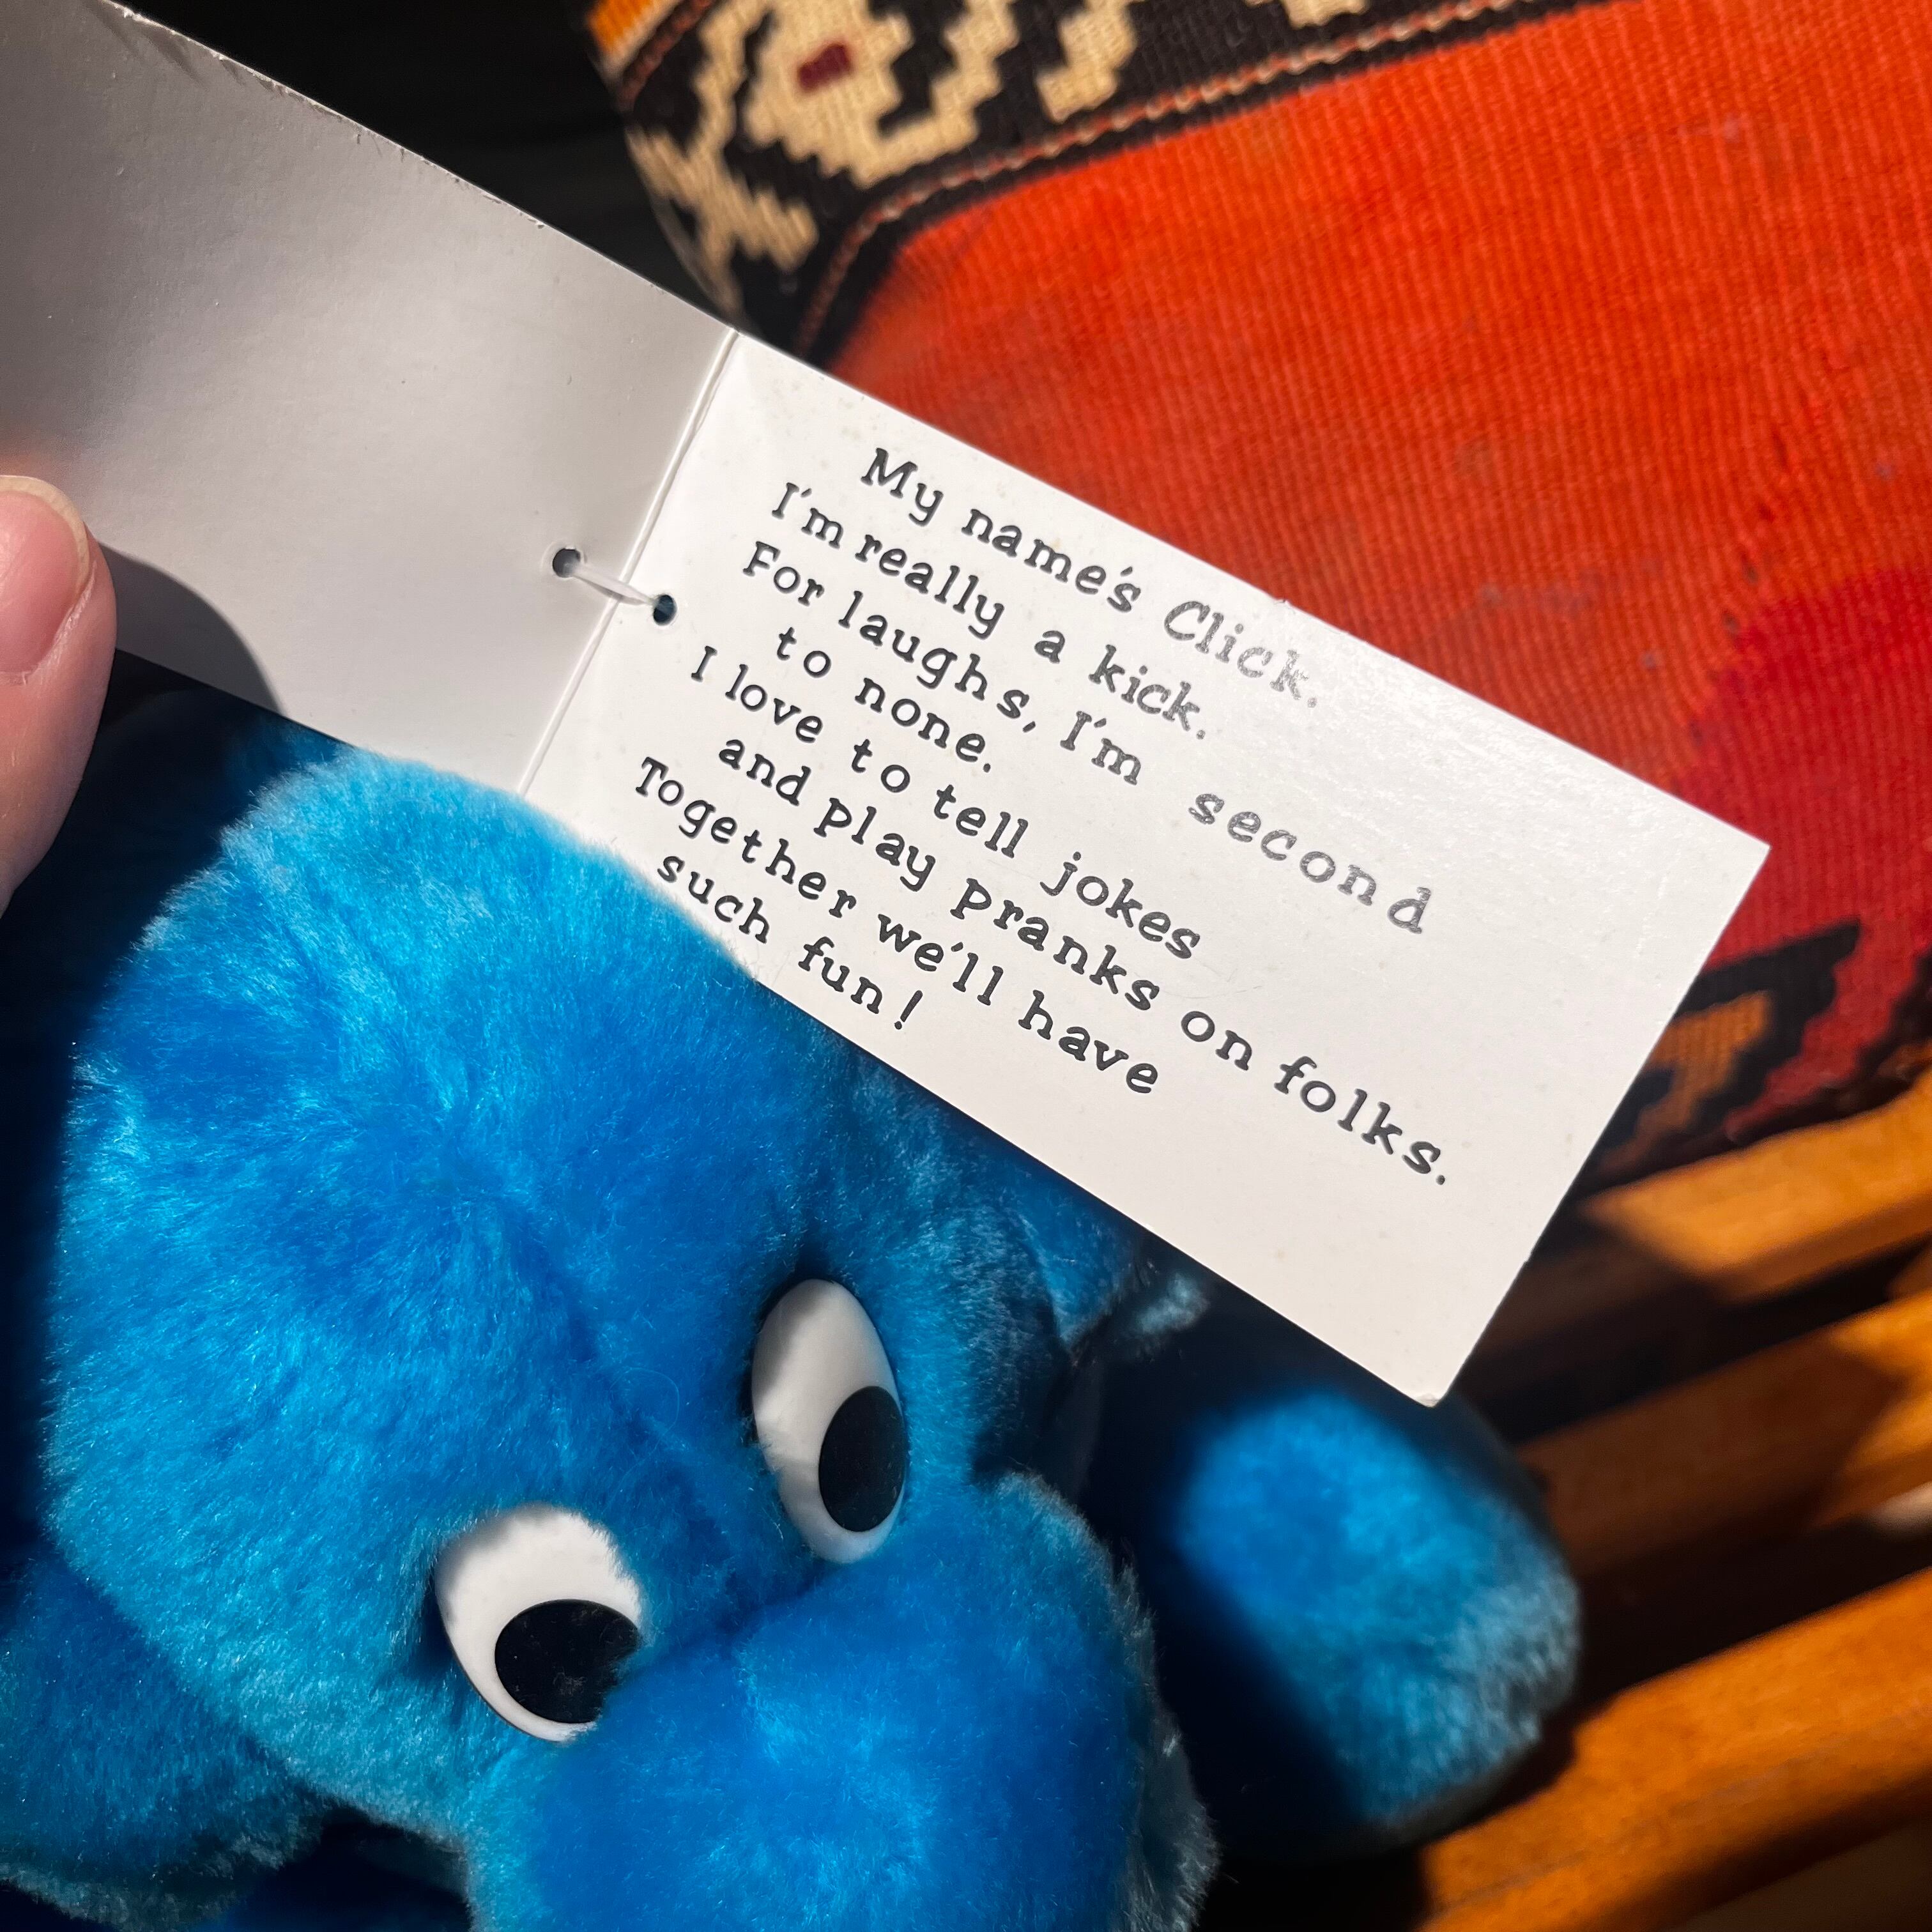 My name's Click.
I'm really a kick.
For laughs, I'm second
to none.
I love to tell jokes
and play pranks on folks.
Together we'll have
such fun!